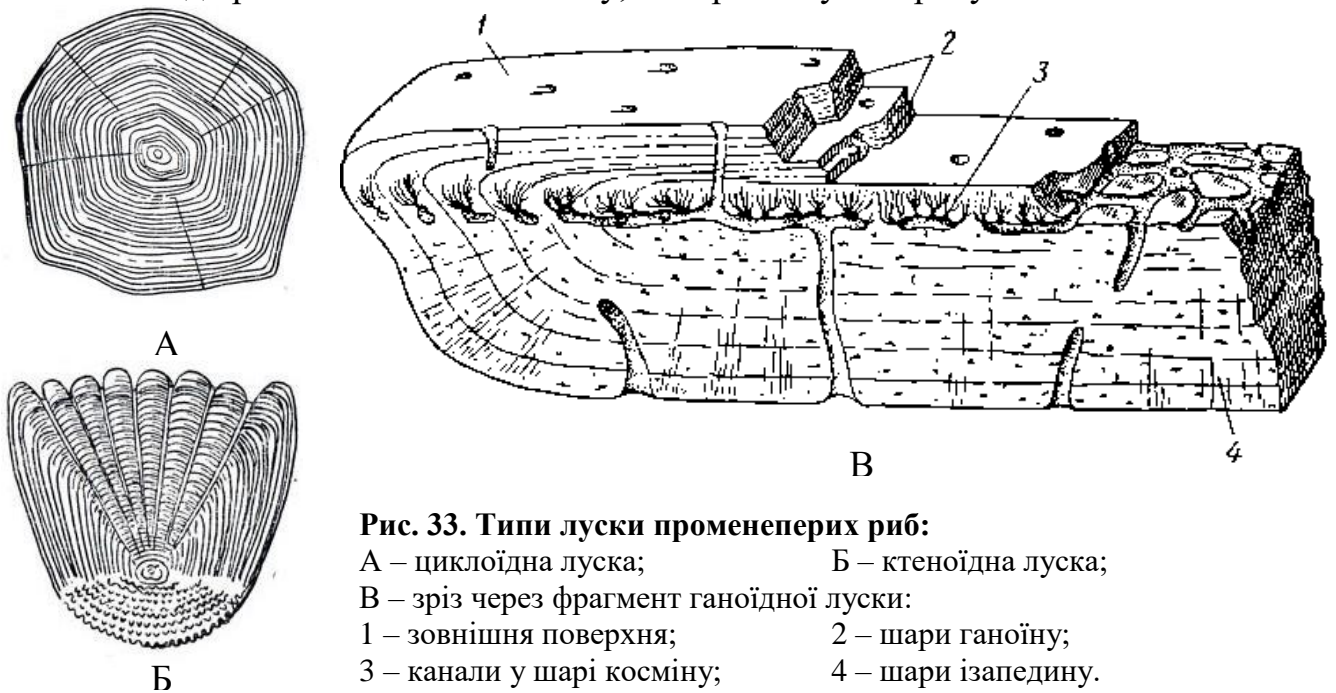 1
2
3
А
4
В
Б
Рис. 33. Типи луски променеперих риб:
А – циклоїдна луска; Б – ктеноїдна луска;
В – зріз через фрагмент ганоїдної луски:
1 – зовнішня поверхня; 2 – шари ганоїну;
3 – канали у шарі косміну; 4 – шари ізапедину.